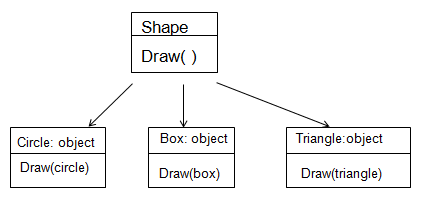 Shape
Draw( )
Circle: object
Draw(circle)
Box: object
Draw(box)
Triangle:object
Draw(triangle)